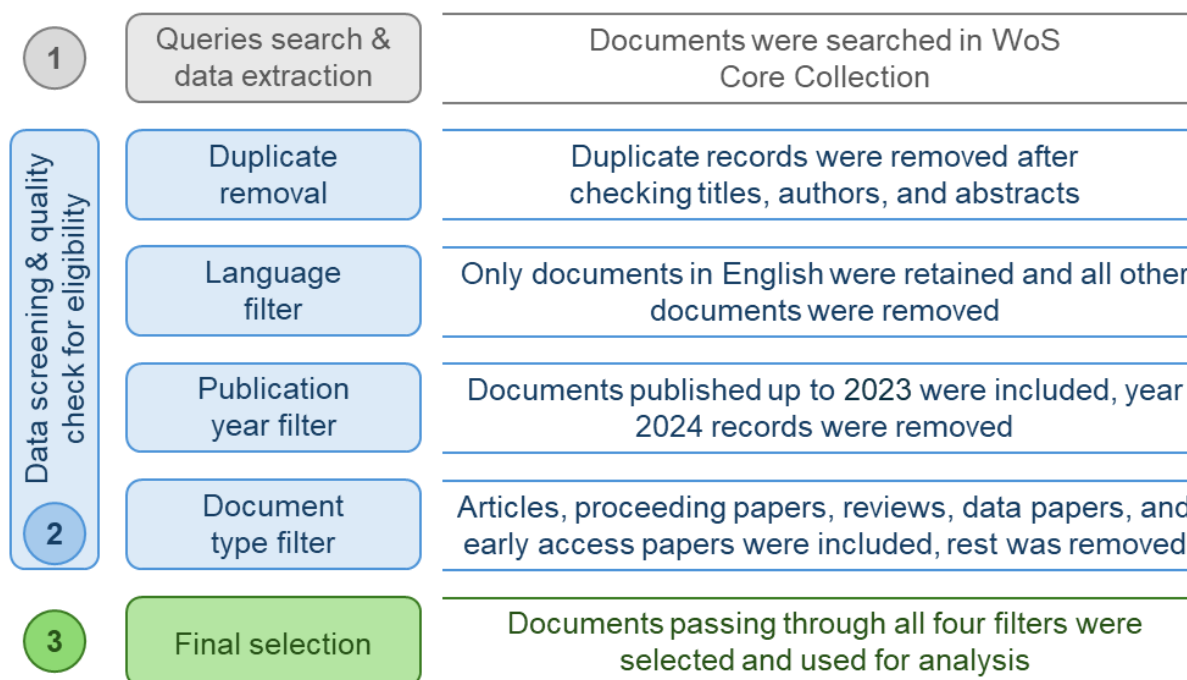 1
Queries search &
data extraction
Documents were searched in WoS
Core Collection
Data screening & quality
check for eligibility
2
Duplicate
removal
Duplicate records were removed after
checking titles, authors, and abstracts
Language
filter
Only documents in English were retained and all other
documents were removed
Publication
year filter
Documents published up to 2023 were included, year
2024 records were removed
Document
type filter
Articles, proceeding papers, reviews, data papers, and
early access papers were included, rest was removed
3
Final selection
Documents passing through all four filters were
selected and used for analysis